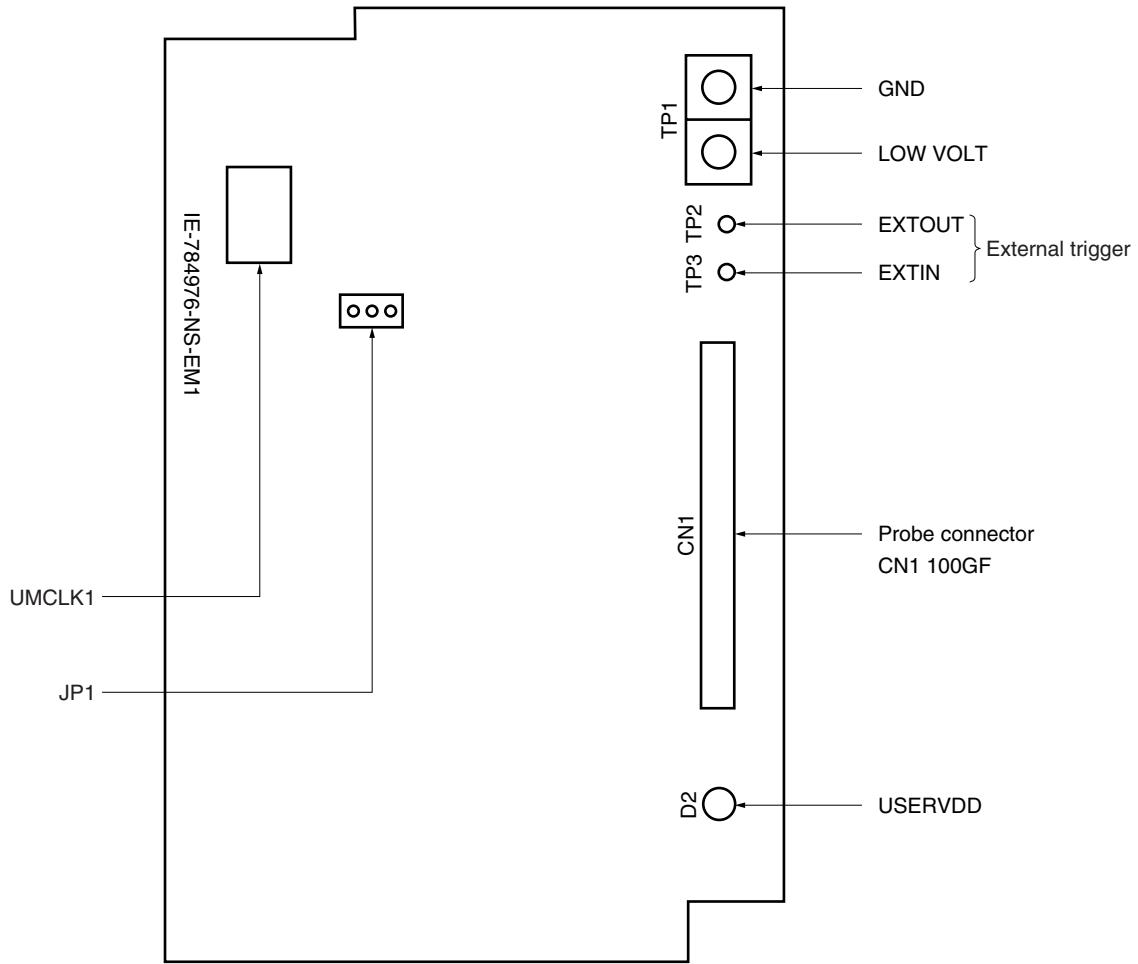 GND
TP1
LOW VOLT
TP2
EXTOUT
External trigger
TP3
EXTIN
IE-784976-NS-EM1
CN1
Probe connector
CN1 100GF
UMCLK1
JP1
D2
USERVDD